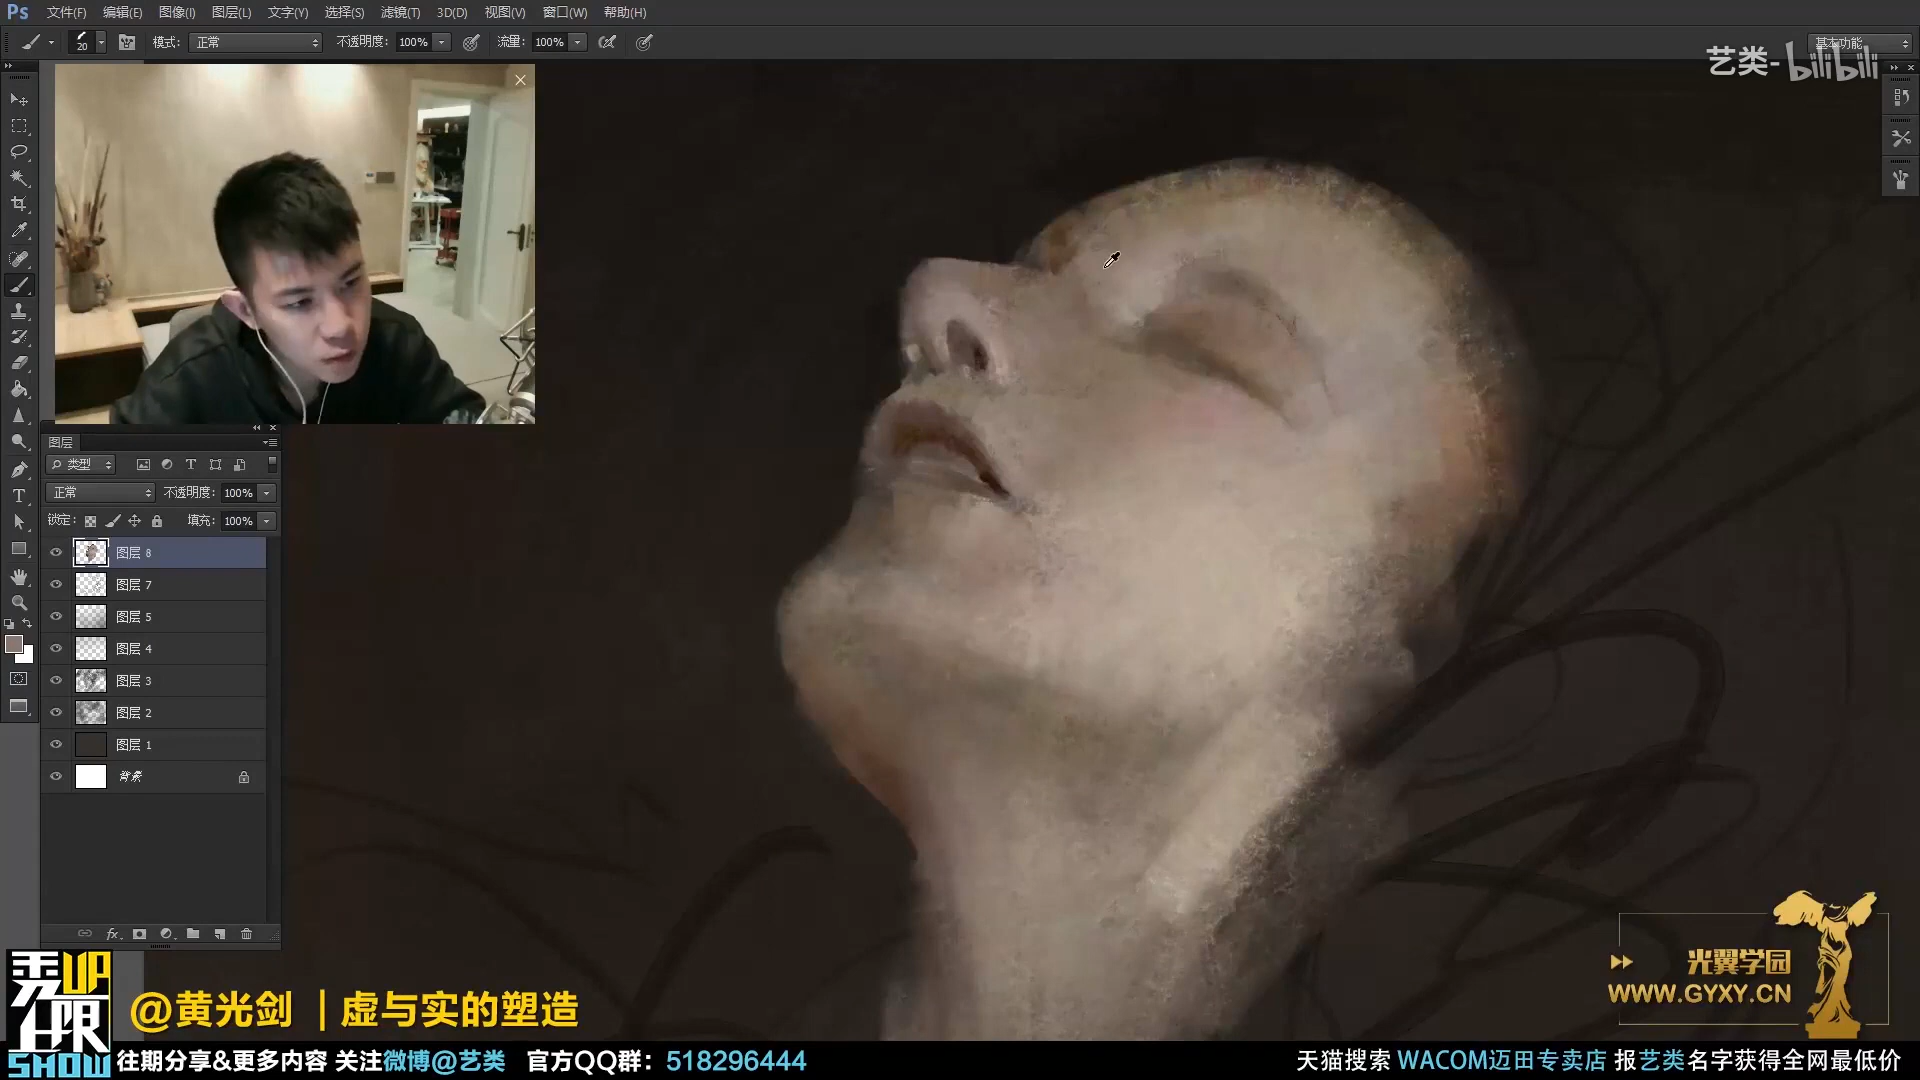 Ps 文件(F) 编辑(E) 图像(I) 图层(L) 文字(Y) 选择(S) 滤镜(T) 3D(D) 视图(V) 窗口(W) 帮助(H)
20 模式: 正常 不透明度: 100% 流量: 100% 基本功能
艺类-bilibili
图层
类型
正常 不透明度: 100%
锁定: 填充: 100%
图层 8
图层 7
图层 5
图层 4
图层 3
图层 2
图层 1
背景
fx
光翼学园
WWW.GYXY.CN
UP
SHOW
@黄光剑 | 虚与实的塑造
往期分享&更多内容 关注微博@艺类 官方QQ群: 518296444
天猫搜索 WACOM迈田专卖店 报艺类名字获得全网最低价